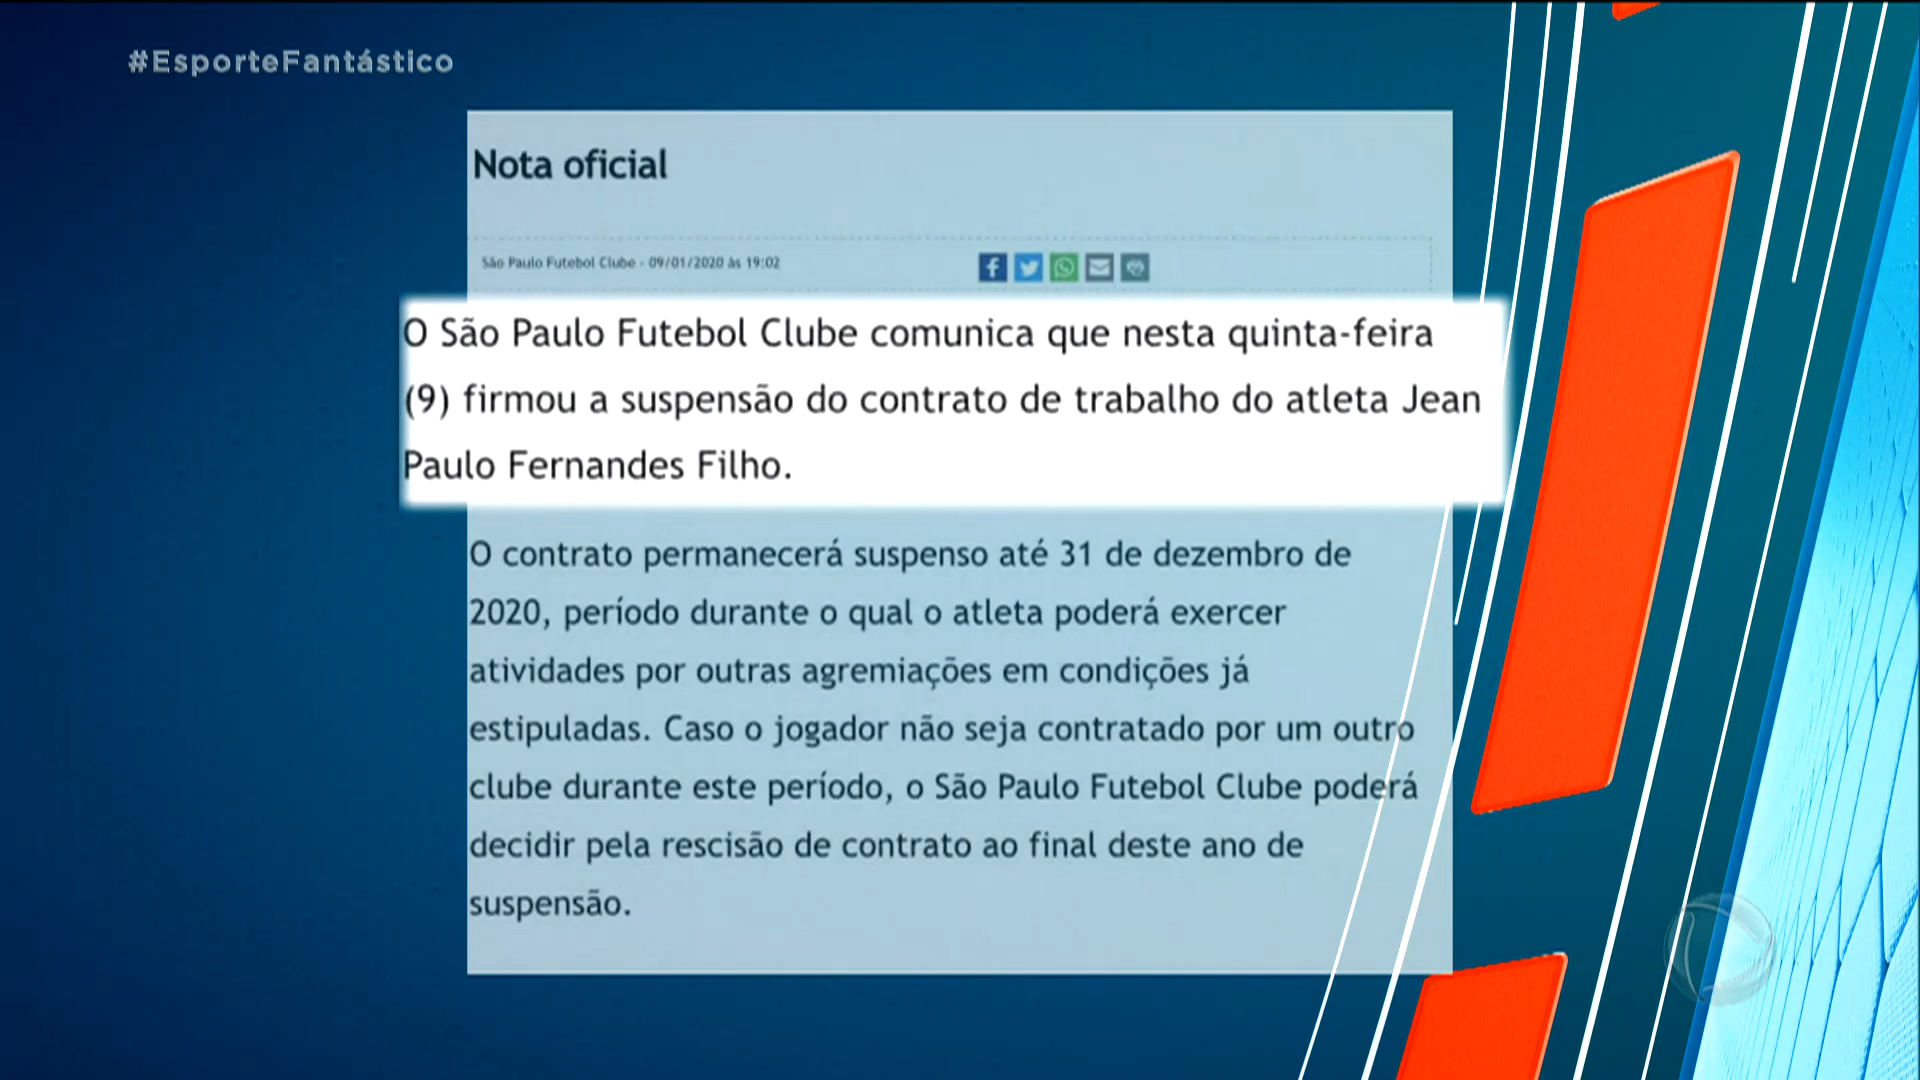 #EsporteFantástico
Nota oficial
São Paulo Futebol Clube - 09/01/2020 às 19:02
O São Paulo Futebol Clube comunica que nesta quinta-feira
(9) firmou a suspensão do contrato de trabalho do atleta Jean
Paulo Fernandes Filho.
O contrato permanecerá suspenso até 31 de dezembro de
2020, período durante o qual o atleta poderá exercer
atividades por outras agremiações em condições já
estipuladas. Caso o jogador não seja contratado por um outro
clube durante este período, o São Paulo Futebol Clube poderá
decidir pela rescisão de contrato ao final deste ano de
suspensão.